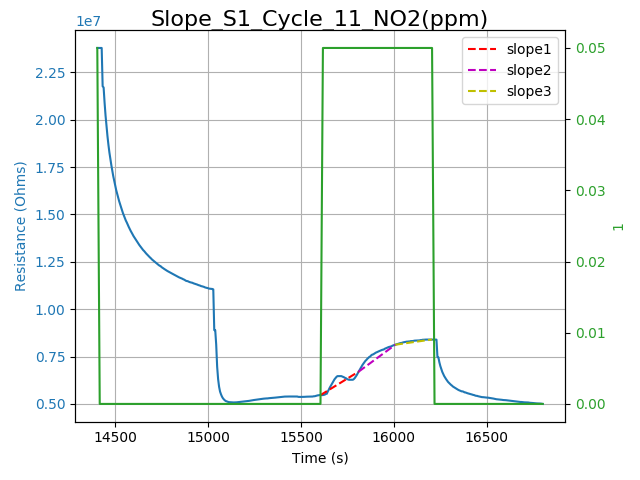 Slope_S1_Cycle_11_NO2(ppm)
1e7
slope1
slope2
slope3
2.25
2.00
1.75
1.50
1.25
1.00
0.75
0.50
Resistance (Ohms)
0.05
0.04
0.03
0.02
0.01
0.00
1
14500 15000 15500 16000 16500
Time (s)